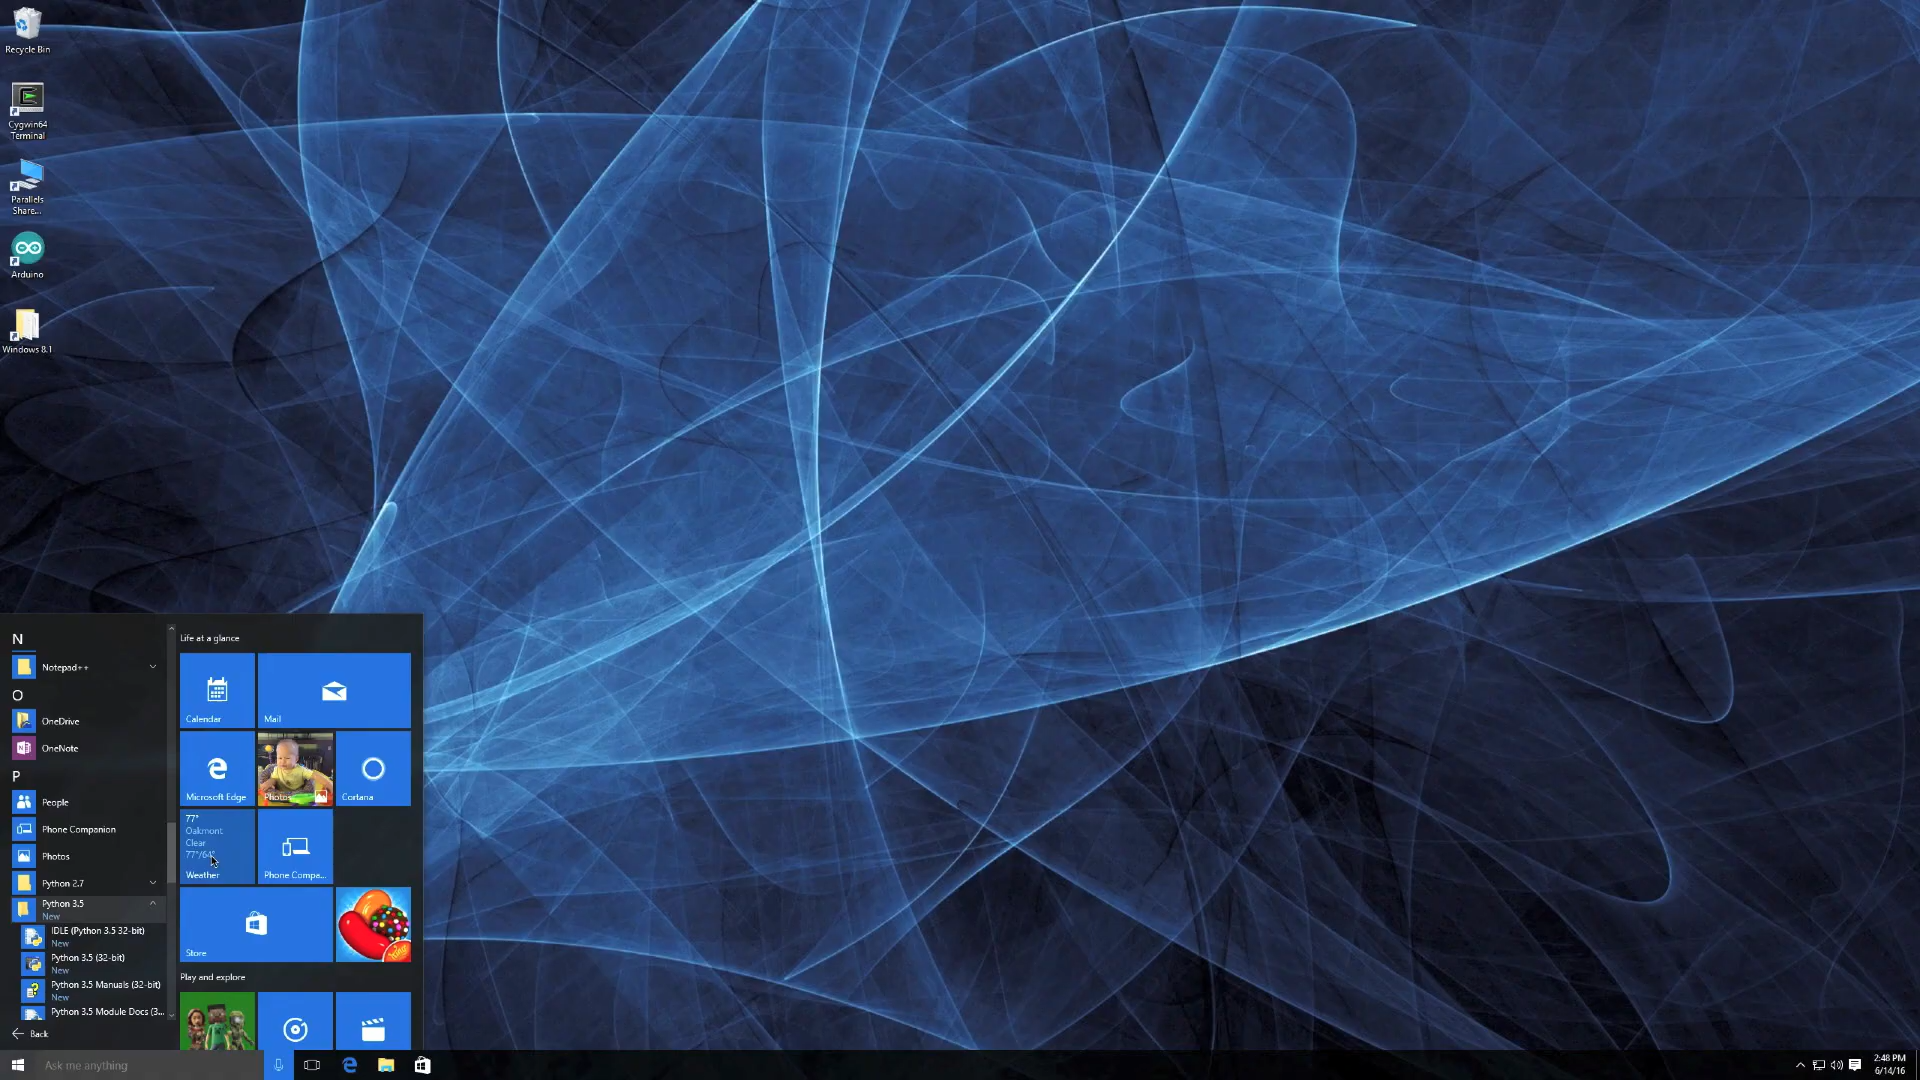 Recycle Bin
Cygwin64
Terminal
Parallels
Share...
Arduino
Windows 8.1
N
Notepad++
O
OneDrive
OneNote
P
People
Phone Companion
Photos
Python 2.7
Python 3.5
New
IDLE (Python 3.5 32-bit)
New
Python 3.5 (32-bit)
New
Python 3.5 Manuals (32-bit)
New
Python 3.5 Module Docs (3...
Back
Life at a glance
Calendar
Mail
Microsoft Edge
Photos
Cortana
77°
Oakmont
Clear
77°/64°
Weather
Phone Compa...
Store
King
Play and explore
Ask me anything
2:48 PM
6/14/16